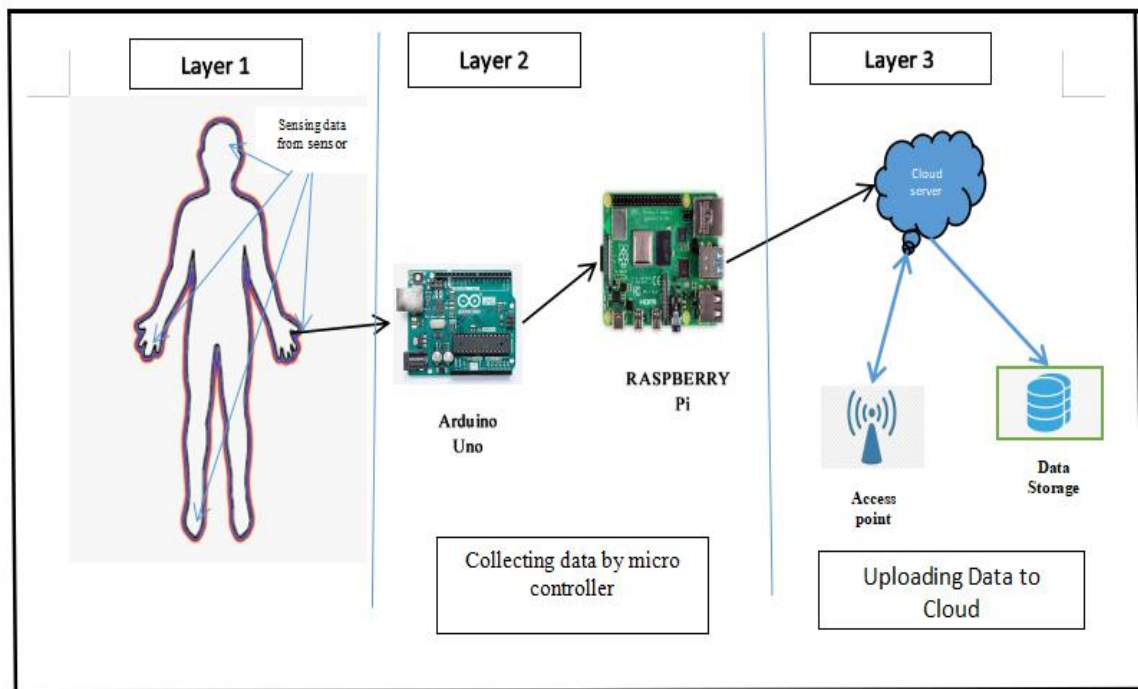 Layer 1
Layer 2
Layer 3
Sensing data
from sensor
Cloud
server
RASPBERRY
Pi
Arduino
Uno
Access
point
Data
Storage
Collecting data by micro
controller
Uploading Data to
Cloud